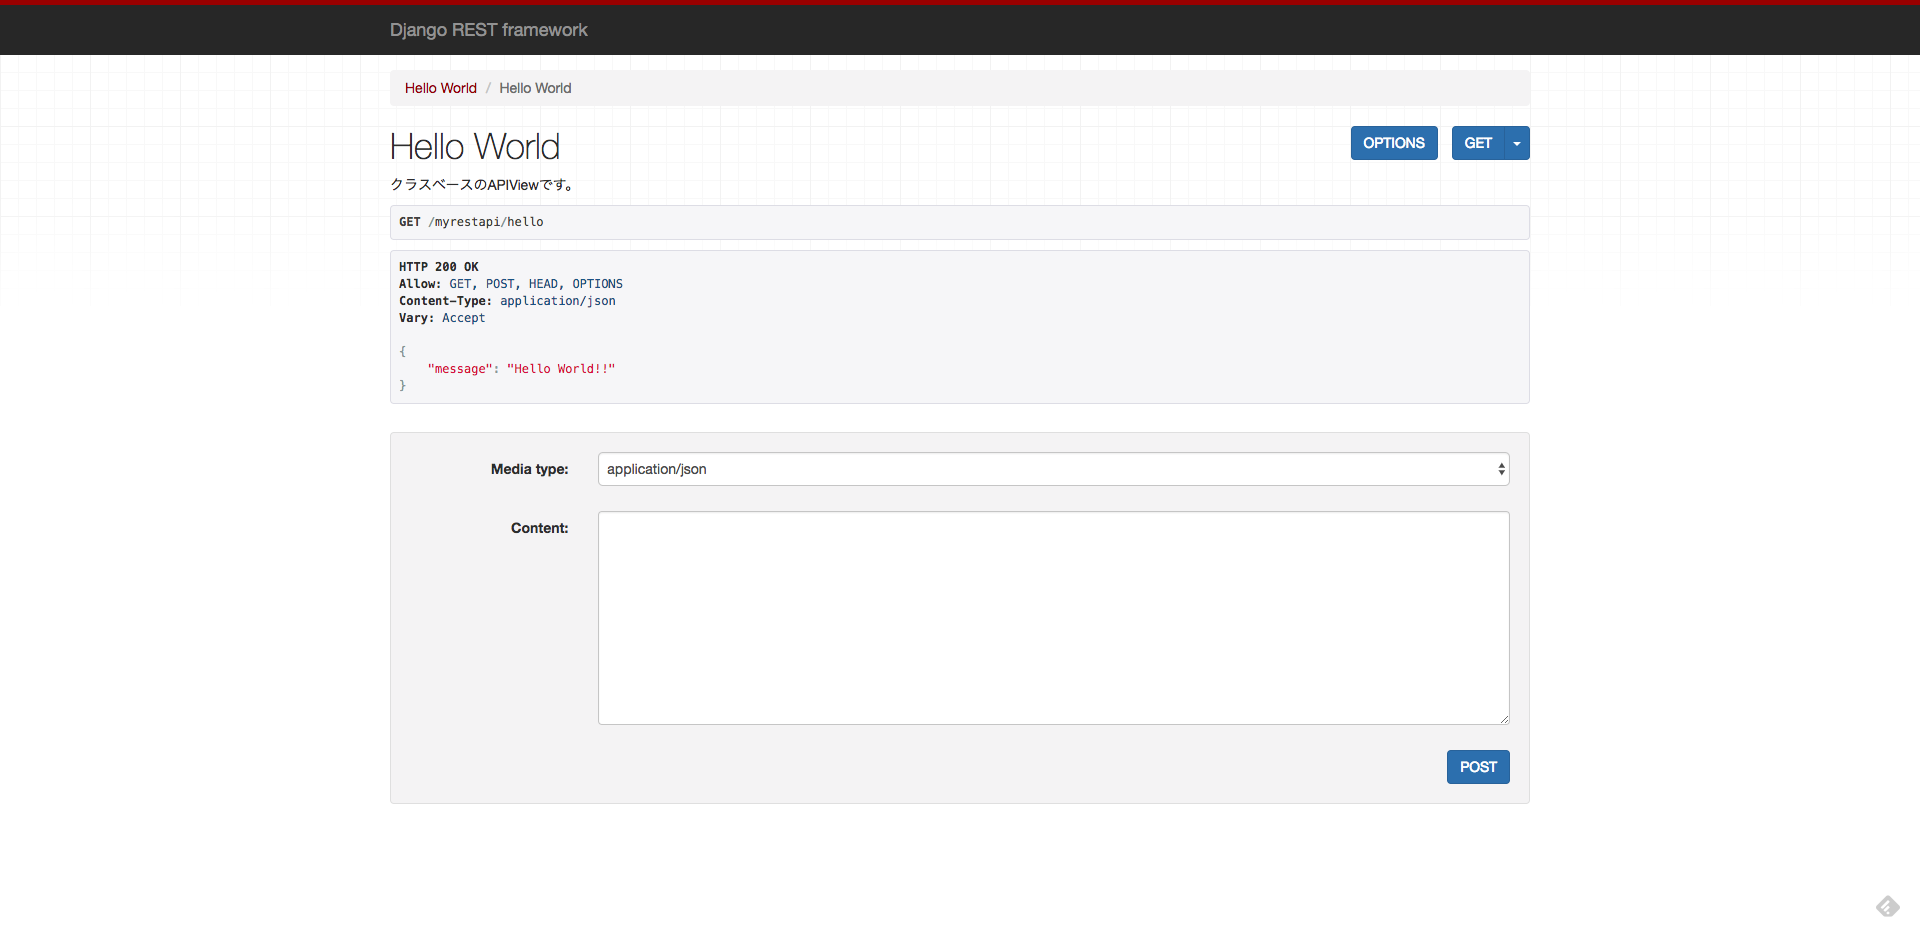 Django REST framework
Hello World / Hello World
Hello World
OPTIONS
GET
クラスベースのAPIViewです。
GET /myrestapi/hello
HTTP 200 OK
Allow: GET, POST, HEAD, OPTIONS
Content-Type: application/json
Vary: Accept
{
    "message": "Hello World!!"
}
Media type:
application/json
Content:
POST